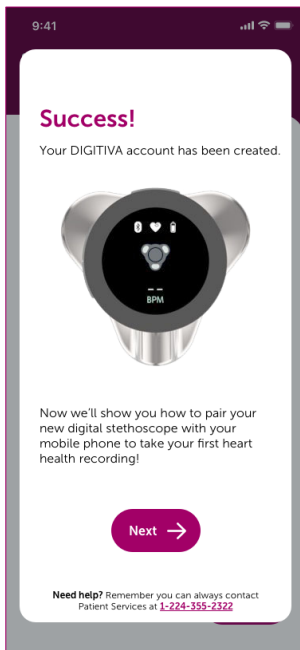 9:41
Success!
Your DIGITIVA account has been created.
-- 
BPM
Now we'll show you how to pair your
new digital stethoscope with your
mobile phone to take your first heart
health recording!
Next
Need help? Remember you can always contact
Patient Services at 1-224-355-2322